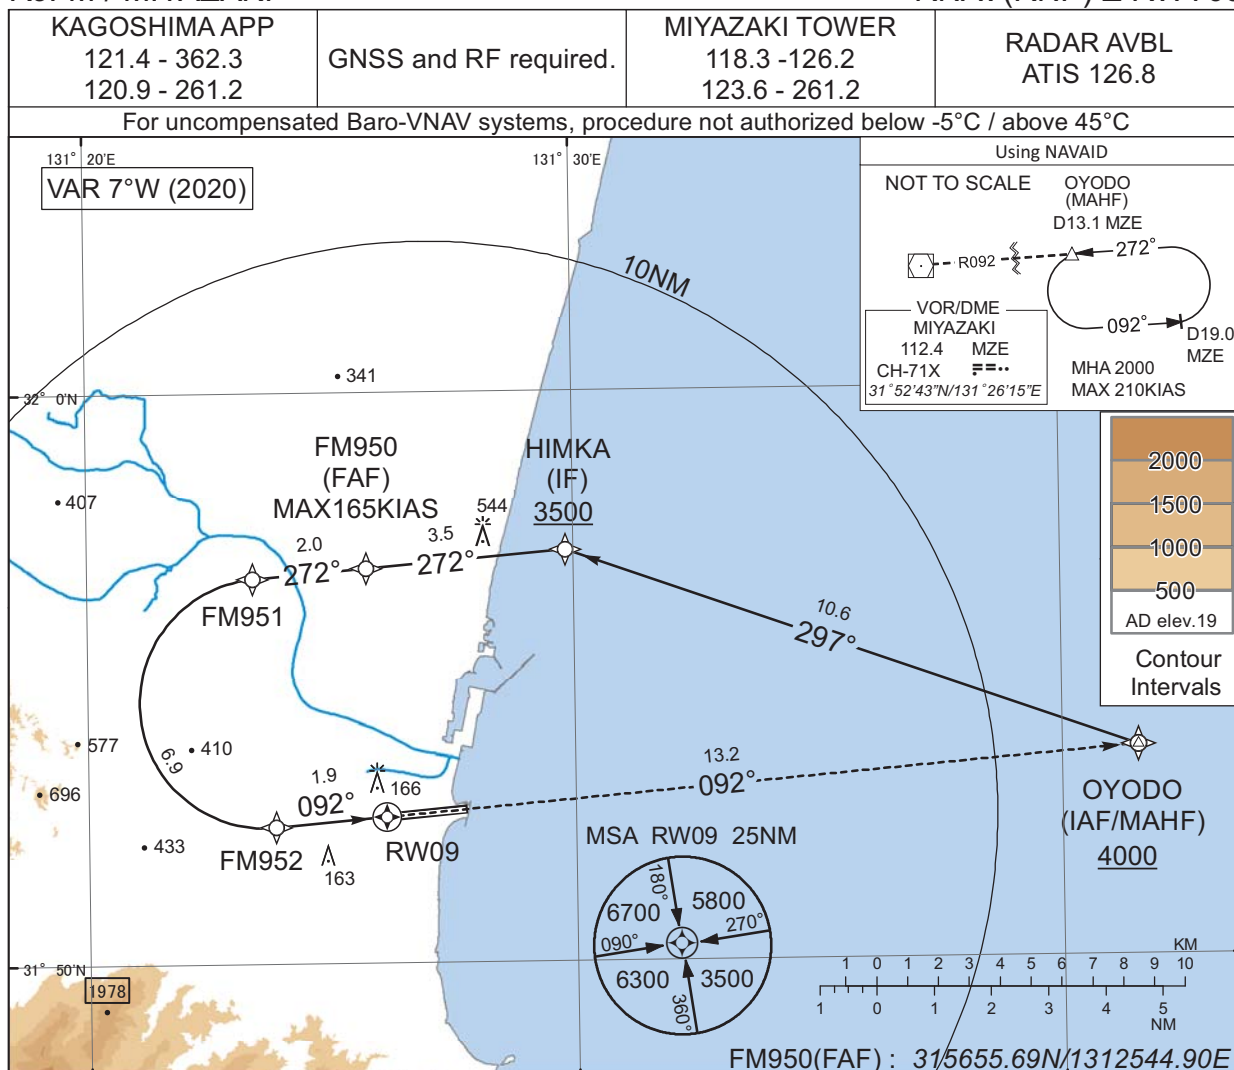 KAGOSHIMA APP
121.4 - 362.3
120.9 - 261.2
GNSS and RF required.
MIYAZAKI TOWER
118.3 -126.2
123.6 - 261.2
RADAR AVBL
ATIS 126.8
For uncompensated Baro-VNAV systems, procedure not authorized below -5°C / above 45°C
131° 20'E
131° 30'E
VAR 7°W (2020)
Using NAVAID
NOT TO SCALE
OYODO
(MAHF)
D13.1 MZE
272°
R092
092°
D19.0
MZE
VOR/DME
MIYAZAKI
112.4 MZE
CH-71X
31°52'43"N/131°26'15"E
MHA 2000
MAX 210KIAS
10NM
341
32° 0'N
FM950
(FAF)
MAX165KIAS
HIMKA
(IF)
3500
407
544
2.0
272°
3.5
272°
FM951
2000
1500
1000
500
AD elev.19
Contour
Intervals
10.6
297°
577
410
6.9
696
1.9
092°
166
13.2
092°
OYODO
(IAF/MAHF)
4000
433
FM952
RW09
163
MSA RW09 25NM
180°
6700
5800
270°
090°
6300
3500
360°
31° 50'N
1978
KM
1 0 1 2 3 4 5 6 7 8 9 10
1 0 1 2 3 4 5
NM
FM950(FAF) : 315655.69N/1312544.90E